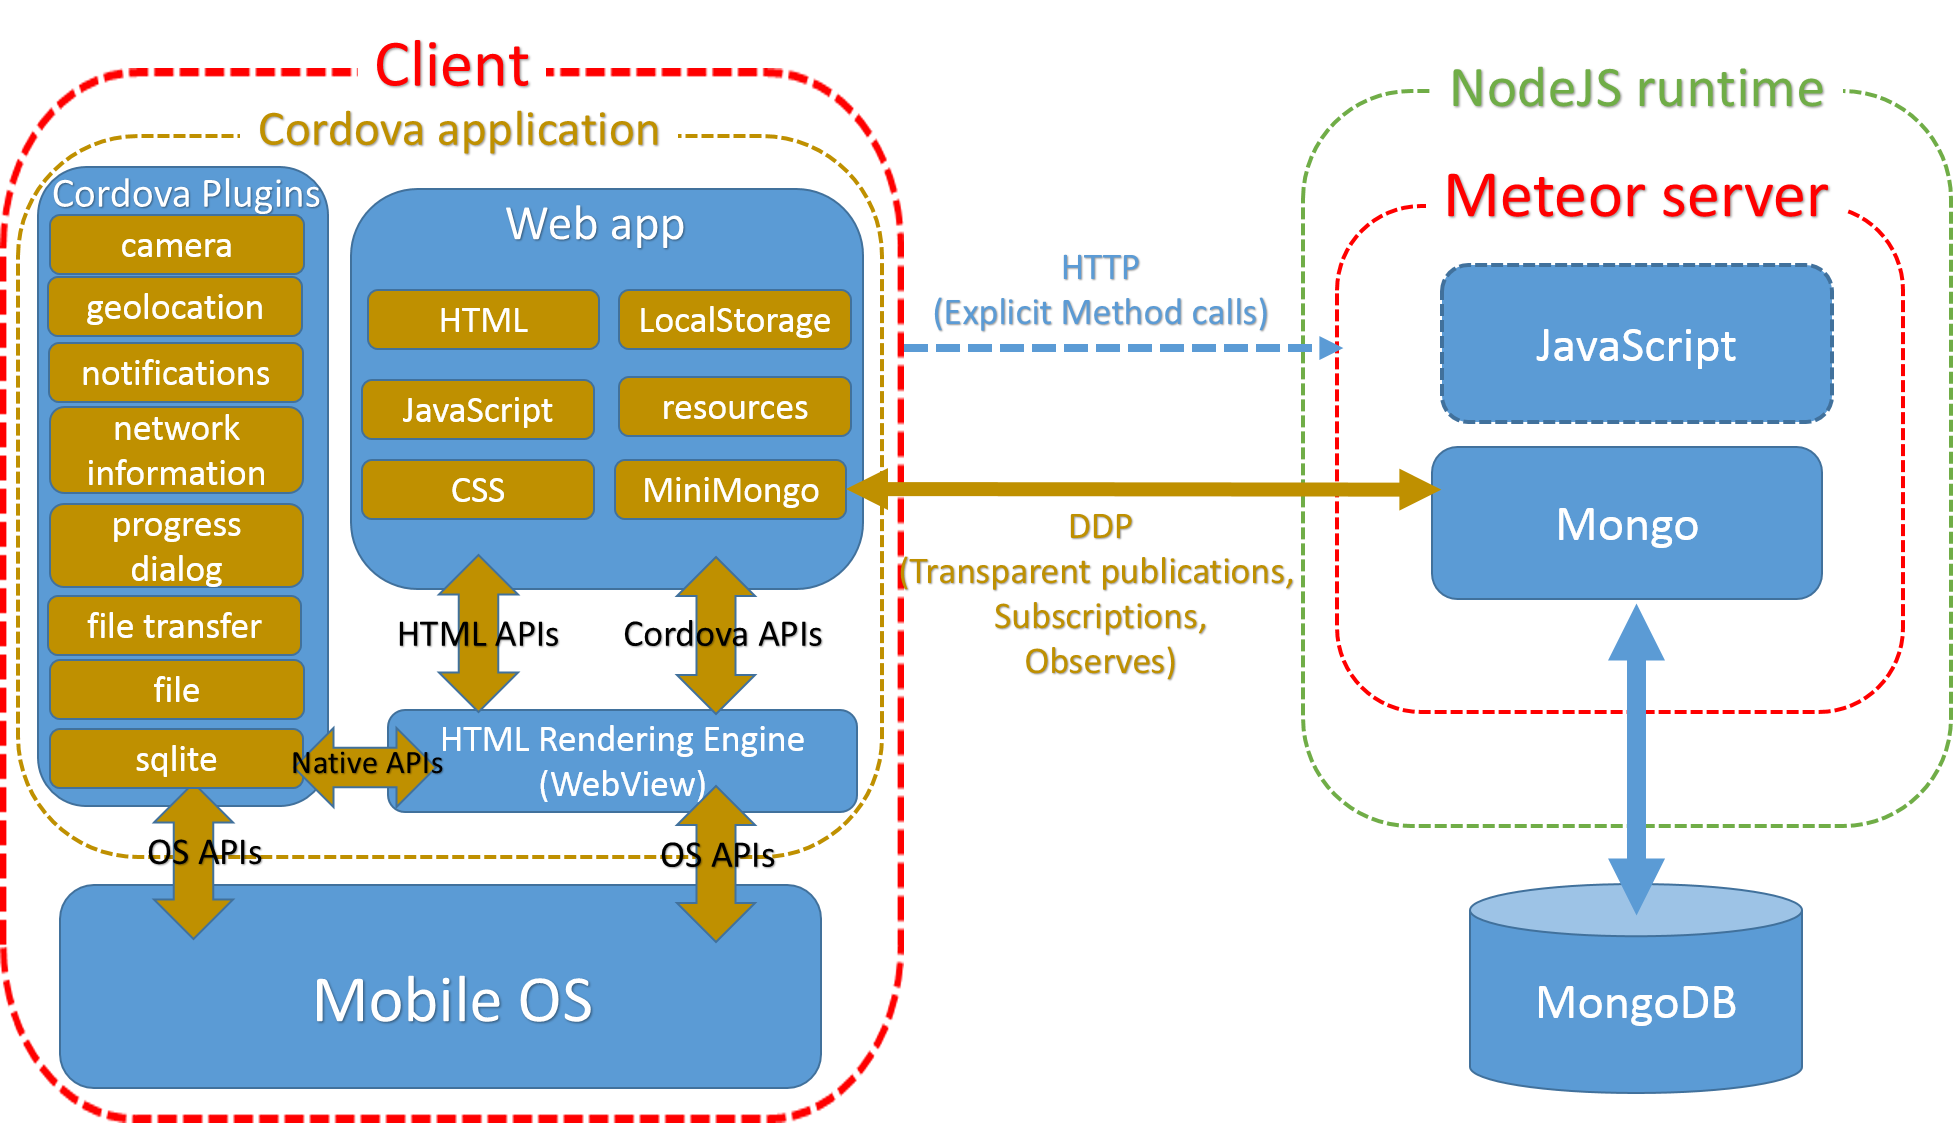 Client
Cordova application
Cordova Plugins
camera
geolocation
notifications
network
information
progress
dialog
file transfer
file
sqlite
Web app
HTML
LocalStorage
JavaScript
resources
CSS
MiniMongo
HTML APIs
Cordova APIs
Native APIs
HTML Rendering Engine
(WebView)
OS APIs
OS APIs
Mobile OS
HTTP
(Explicit Method calls)
DDP
(Transparent publications,
Subscriptions,
Observes)
NodeJS runtime
Meteor server
JavaScript
Mongo
MongoDB